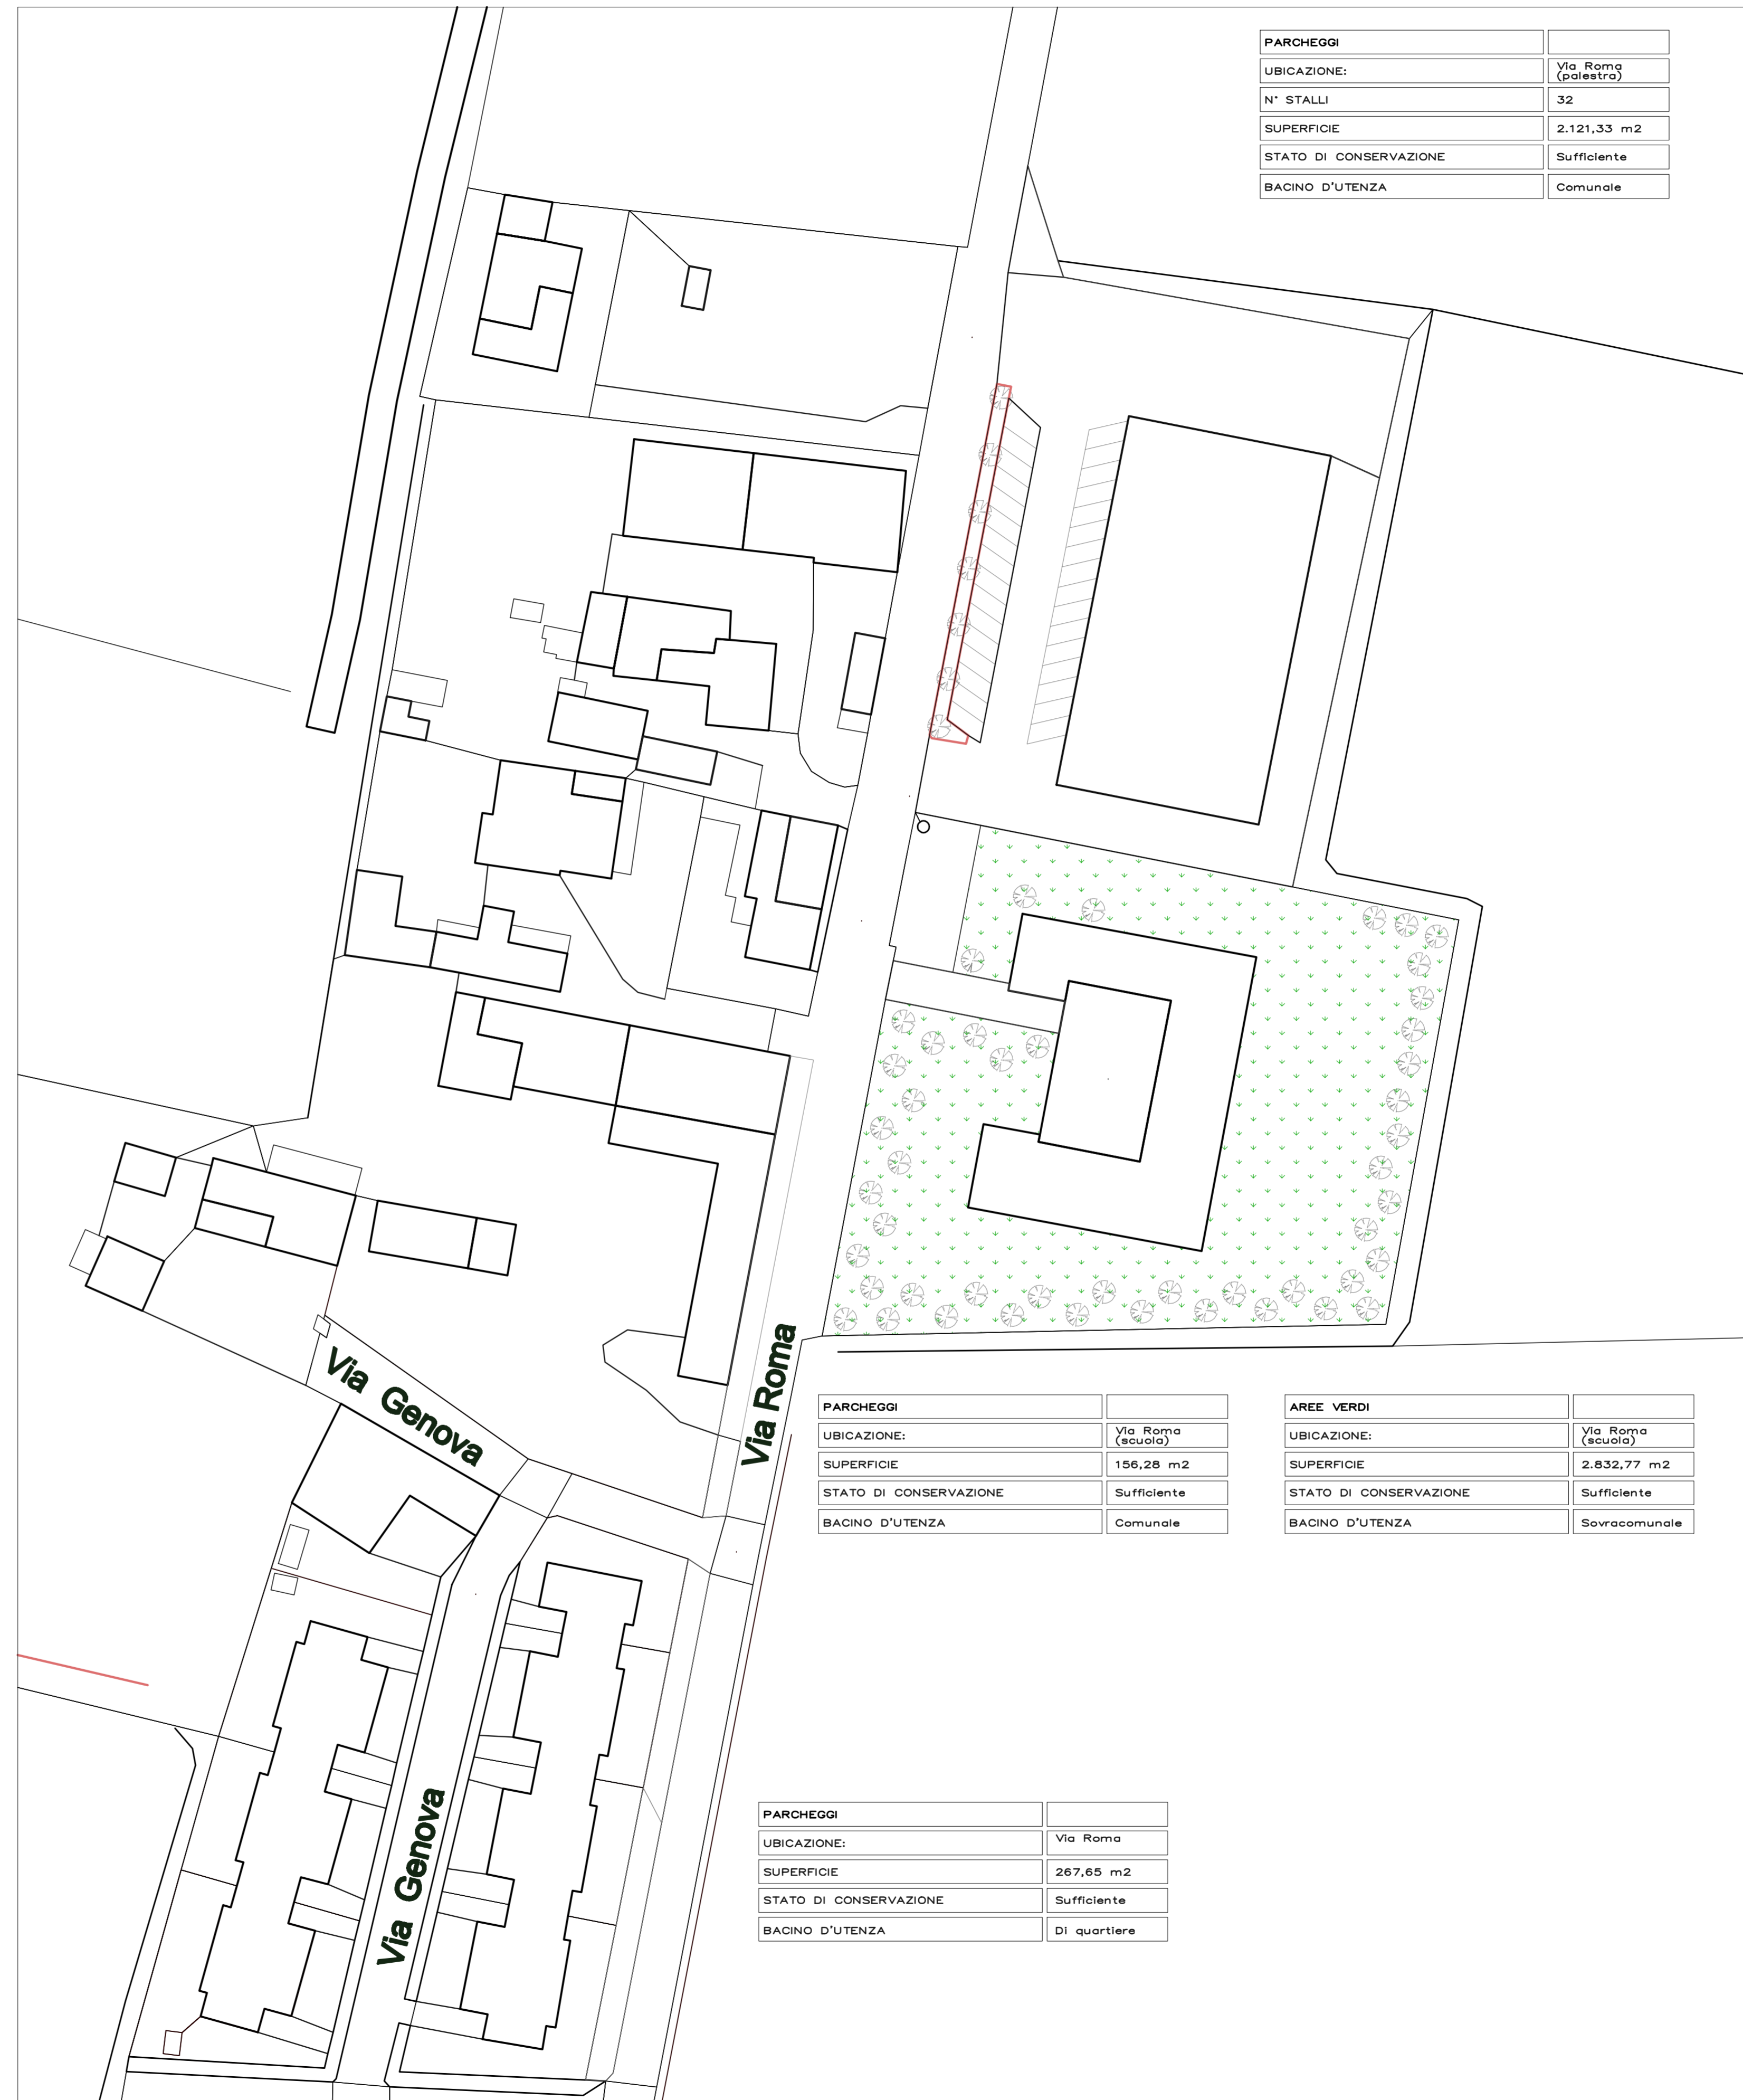 PARCHEGGI
UBICAZIONE: Via Roma
(palestra)
N° STALLI 32
SUPERFICIE 2.121,33 m2
STATO DI CONSERVAZIONE Sufficiente
BACINO D'UTENZA Comunale
Via Genova
Via Roma
PARCHEGGI
UBICAZIONE: Via Roma
(scuola)
SUPERFICIE 156,28 m2
STATO DI CONSERVAZIONE Sufficiente
BACINO D'UTENZA Comunale
AREE VERDI
UBICAZIONE: Via Roma
(scuola)
SUPERFICIE 2.832,77 m2
STATO DI CONSERVAZIONE Sufficiente
BACINO D'UTENZA Sovracomunale
Via Genova
PARCHEGGI
UBICAZIONE: Via Roma
SUPERFICIE 267,65 m2
STATO DI CONSERVAZIONE Sufficiente
BACINO D'UTENZA Di quartiere